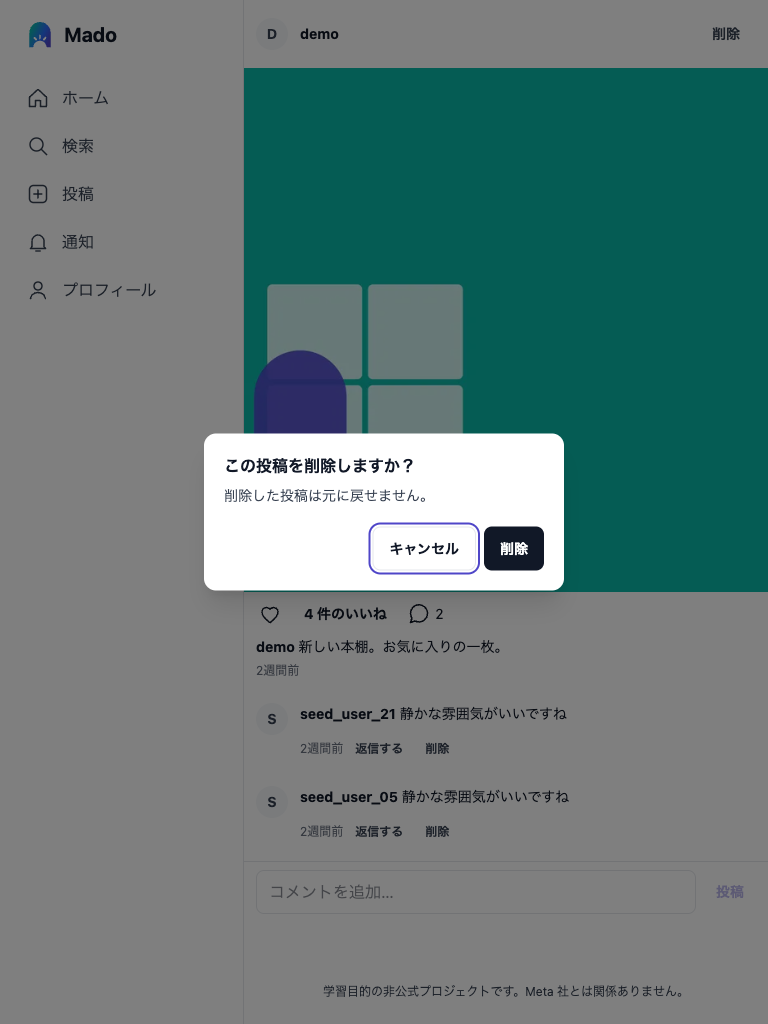 Mado
ホーム
検索
投稿
通知
プロフィール
D demo 削除
この投稿を削除しますか？
削除した投稿は元に戻せません。
キャンセル 削除
4 件のいいね 2
demo 新しい本棚。お気に入りの一枚。
2週間前
S seed_user_21 静かな雰囲気がいいですね
2週間前 返信する 削除
S seed_user_05 静かな雰囲気がいいですね
2週間前 返信する 削除
コメントを追加... 投稿
学習目的の非公式プロジェクトです。Meta 社とは関係ありません。